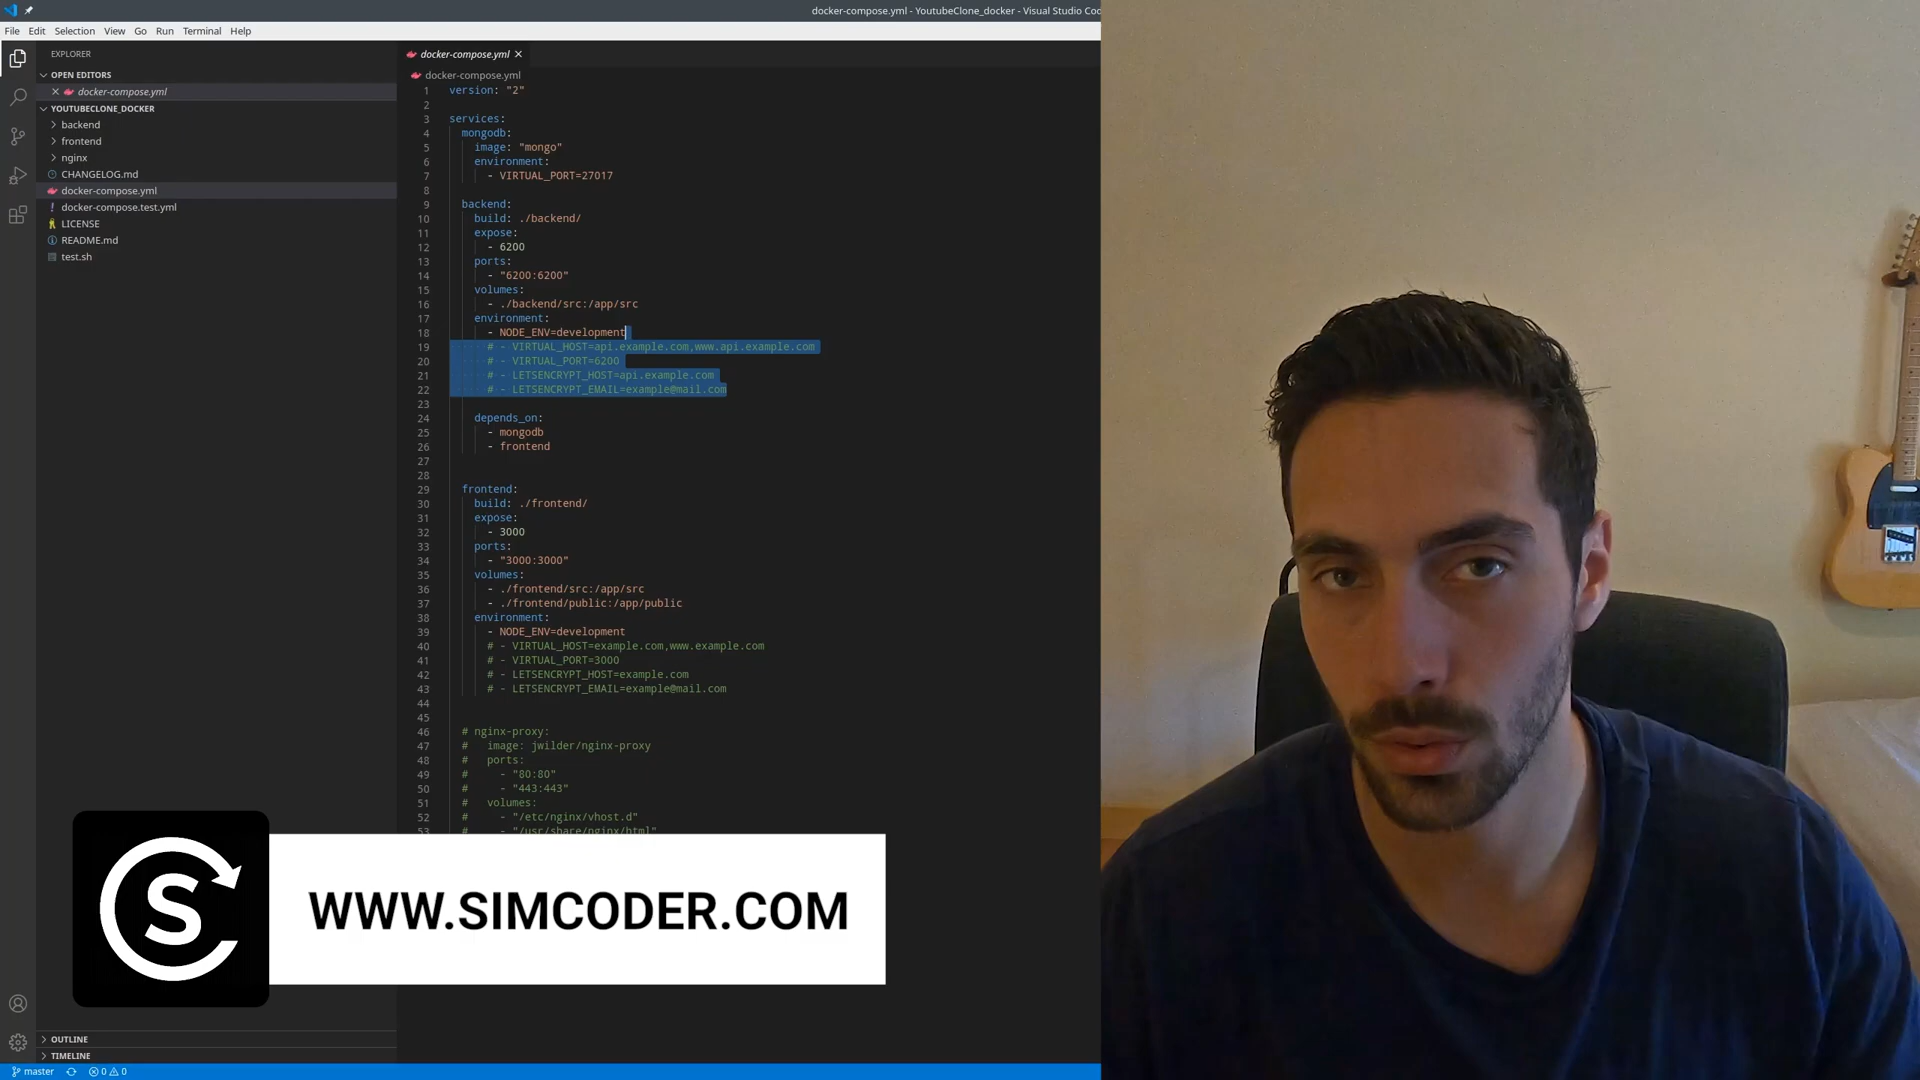 docker-compose.yml - YoutubeClone_docker - Visual Studio Cod
File Edit Selection View Go Run Terminal Help
EXPLORER
OPEN EDITORS
docker-compose.yml
YOUTUBECLONE_DOCKER
backend
frontend
nginx
CHANGELOG.md
docker-compose.yml
docker-compose.test.yml
LICENSE
README.md
test.sh
OUTLINE
TIMELINE
master 0 0
docker-compose.yml
docker-compose.yml
1 version: "2"
2
3 services:
4 mongodb:
5 image: "mongo"
6 environment:
7 - VIRTUAL_PORT=27017
8
9 backend:
10 build: ./backend/
11 expose:
12 - 6200
13 ports:
14 - "6200:6200"
15 volumes:
16 - ./backend/src:/app/src
17 environment:
18 - NODE_ENV=development
19 # - VIRTUAL_HOST=api.example.com,www.api.example.com
20 # - VIRTUAL_PORT=6200
21 # - LETSENCRYPT_HOST=api.example.com
22 # - LETSENCRYPT_EMAIL=example@mail.com
23
24 depends_on:
25 - mongodb
26 - frontend
27
28
29 frontend:
30 build: ./frontend/
31 expose:
32 - 3000
33 ports:
34 - "3000:3000"
35 volumes:
36 - ./frontend/src:/app/src
37 - ./frontend/public:/app/public
38 environment:
39 - NODE_ENV=development
40 # - VIRTUAL_HOST=example.com,www.example.com
41 # - VIRTUAL_PORT=3000
42 # - LETSENCRYPT_HOST=example.com
43 # - LETSENCRYPT_EMAIL=example@mail.com
44
45
46 # nginx-proxy:
47 # image: jwilder/nginx-proxy
48 # ports:
49 # - "80:80"
50 # - "443:443"
51 # volumes:
52 # - "/etc/nginx/vhost.d"
53 # - "/usr/share/nginx/html"
S
WWW.SIMCODER.COM